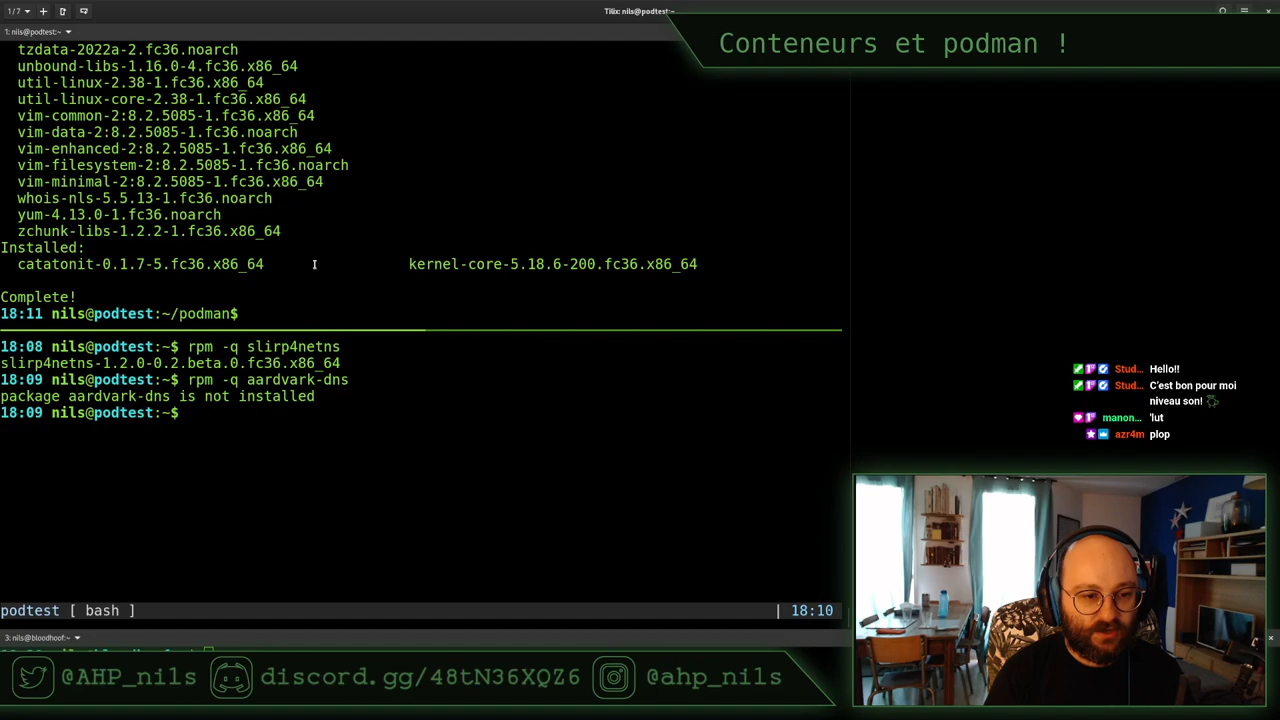 1/7
Tilix: nils@podtest:~
1: nils@podtest:~
Conteneurs et podman !
tzdata-2022a-2.fc36.noarch
unbound-libs-1.16.0-4.fc36.x86_64
util-linux-2.38-1.fc36.x86_64
util-linux-core-2.38-1.fc36.x86_64
vim-common-2:8.2.5085-1.fc36.x86_64
vim-data-2:8.2.5085-1.fc36.noarch
vim-enhanced-2:8.2.5085-1.fc36.x86_64
vim-filesystem-2:8.2.5085-1.fc36.noarch
vim-minimal-2:8.2.5085-1.fc36.x86_64
whois-nls-5.5.13-1.fc36.noarch
yum-4.13.0-1.fc36.noarch
zchunk-libs-1.2.2-1.fc36.x86_64
Installed:
catatonit-0.1.7-5.fc36.x86_64 kernel-core-5.18.6-200.fc36.x86_64
Complete!
18:11 nils@podtest:~/podman$
18:08 nils@podtest:~$ rpm -q slirp4netns
slirp4netns-1.2.0-0.2.beta.0.fc36.x86_64
18:09 nils@podtest:~$ rpm -q aardvark-dns
package aardvark-dns is not installed
18:09 nils@podtest:~$
podtest [ bash ] | 18:10
3: nils@bloodhoof:~
Stud... Hello!!
Stud... C'est bon pour moi
niveau son!
manon... 'lut
azr4m plop
@AHP_nils discord.gg/48tN36XQZ6 @ahp_nils